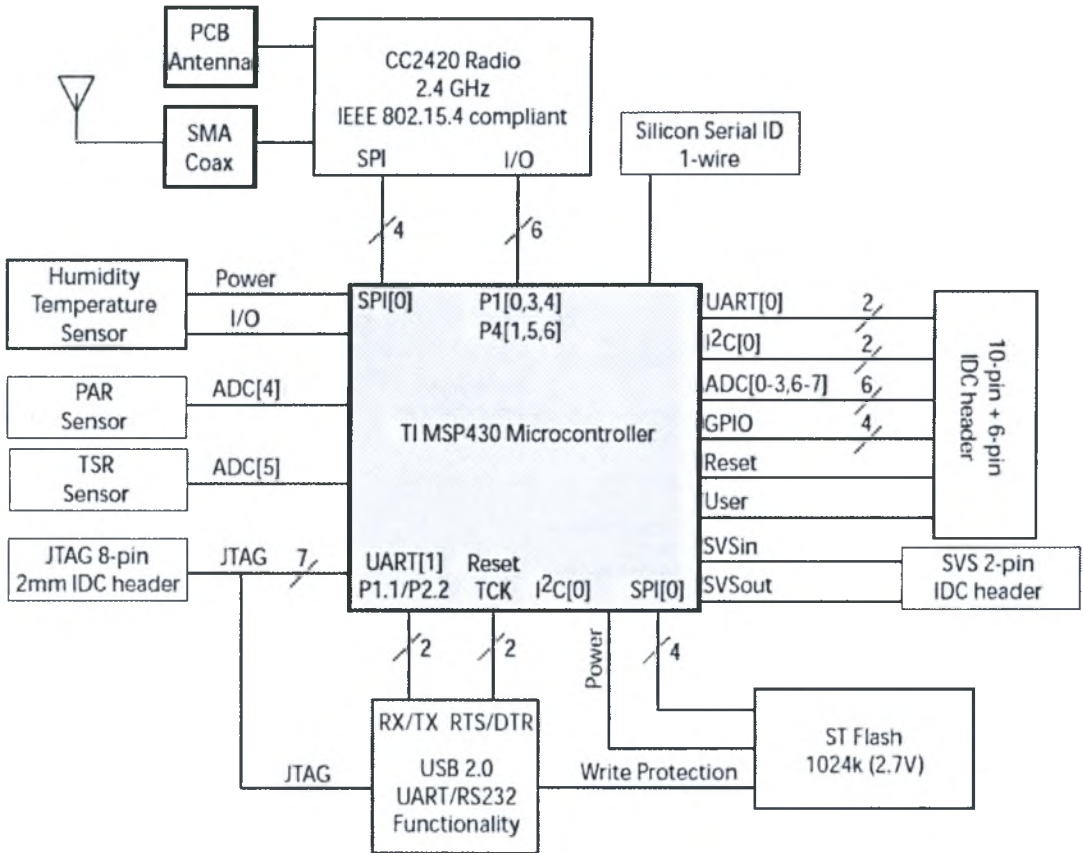 PCB
Antenna
CC2420 Radio
2.4 GHz
IEEE 802.15.4 compliant
SPI
I/O
SMA
Coax
Silicon Serial ID
1-wire
4
6
Humidity
Temperature
Sensor
Power
I/O
SPI[0]
P1[0,3,4]
P4[1,5,6]
UART[0]
2
I²C[0]
2
ADC[0-3,6-7]
6
GPIO
4
Reset
User
10-pin + 6-pin
IDC header
PAR
Sensor
ADC[4]
TI MSP430 Microcontroller
TSR
Sensor
ADC[5]
JTAG 8-pin
2mm IDC header
JTAG
7
UART[1]
P1.1/P2.2
Reset
TCK
I²C[0]
SPI[0]
SVSin
SVSout
SVS 2-pin
IDC header
2
2
Power
4
RX/TX
RTS/DTR
USB 2.0
UART/RS232
Functionality
JTAG
Write Protection
ST Flash
1024k (2.7V)